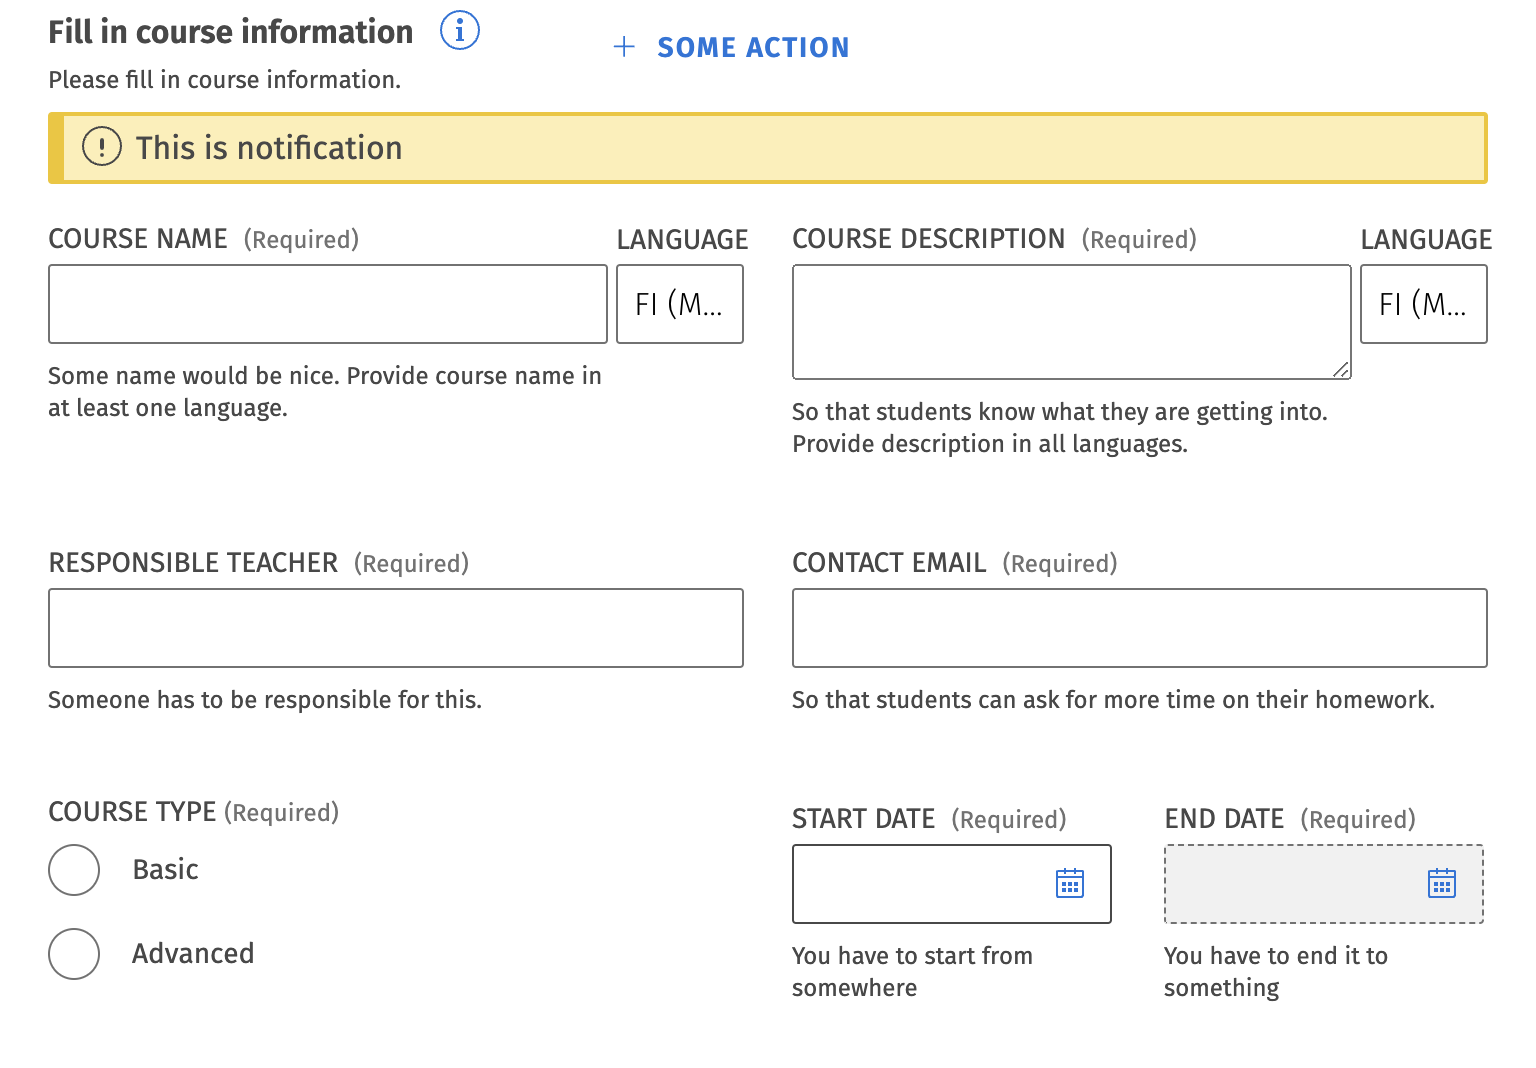 Fill in course information
+ SOME ACTION
Please fill in course information.
This is notification
COURSE NAME (Required)
LANGUAGE
FI (M...
Some name would be nice. Provide course name in
at least one language.
COURSE DESCRIPTION (Required)
LANGUAGE
FI (M...
So that students know what they are getting into.
Provide description in all languages.
RESPONSIBLE TEACHER (Required)
Someone has to be responsible for this.
CONTACT EMAIL (Required)
So that students can ask for more time on their homework.
COURSE TYPE (Required)
Basic
Advanced
START DATE (Required)
You have to start from
somewhere
END DATE (Required)
You have to end it to
something